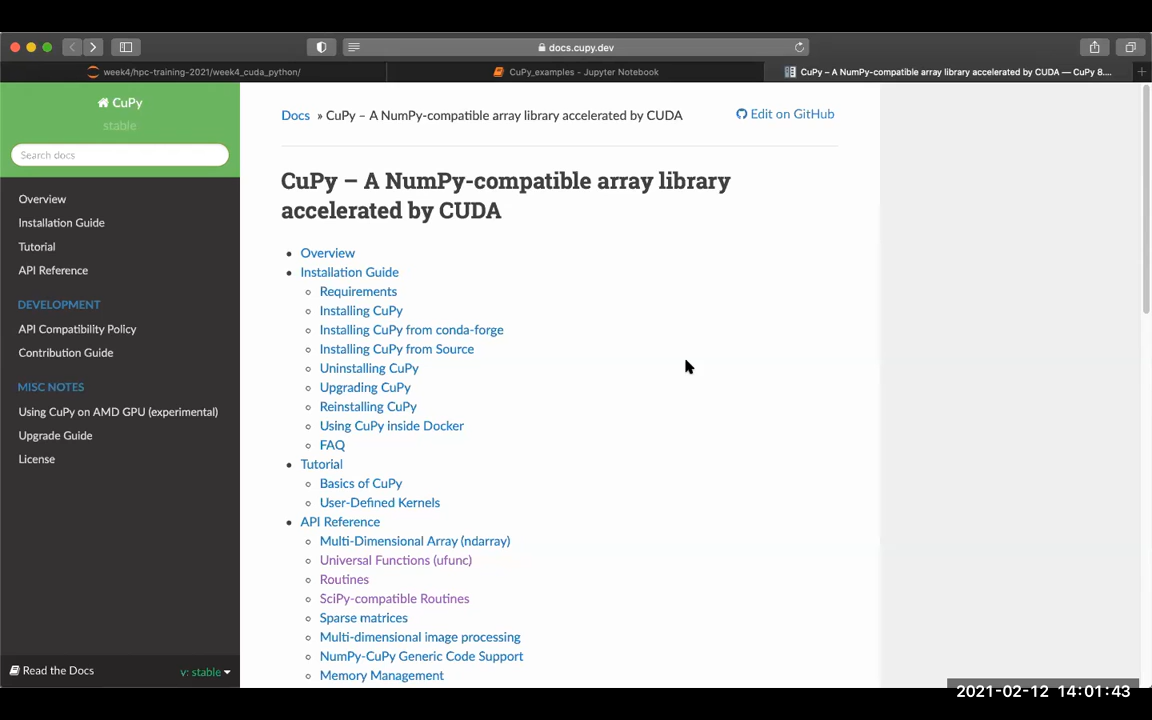 docs.cupy.dev
week4/hpc-training-2021/week4_cuda_python/
CuPy_examples - Jupyter Notebook
CuPy – A NumPy-compatible array library accelerated by CUDA — CuPy 8....
CuPy
stable
Search docs
Overview
Installation Guide
Tutorial
API Reference
DEVELOPMENT
API Compatibility Policy
Contribution Guide
MISC NOTES
Using CuPy on AMD GPU (experimental)
Upgrade Guide
License
Read the Docs
v: stable
Docs » CuPy – A NumPy-compatible array library accelerated by CUDA
Edit on GitHub
CuPy – A NumPy-compatible array library
accelerated by CUDA
Overview
Installation Guide
Requirements
Installing CuPy
Installing CuPy from conda-forge
Installing CuPy from Source
Uninstalling CuPy
Upgrading CuPy
Reinstalling CuPy
Using CuPy inside Docker
FAQ
Tutorial
Basics of CuPy
User-Defined Kernels
API Reference
Multi-Dimensional Array (ndarray)
Universal Functions (ufunc)
Routines
SciPy-compatible Routines
Sparse matrices
Multi-dimensional image processing
NumPy-CuPy Generic Code Support
Memory Management
2021-02-12 14:01:43